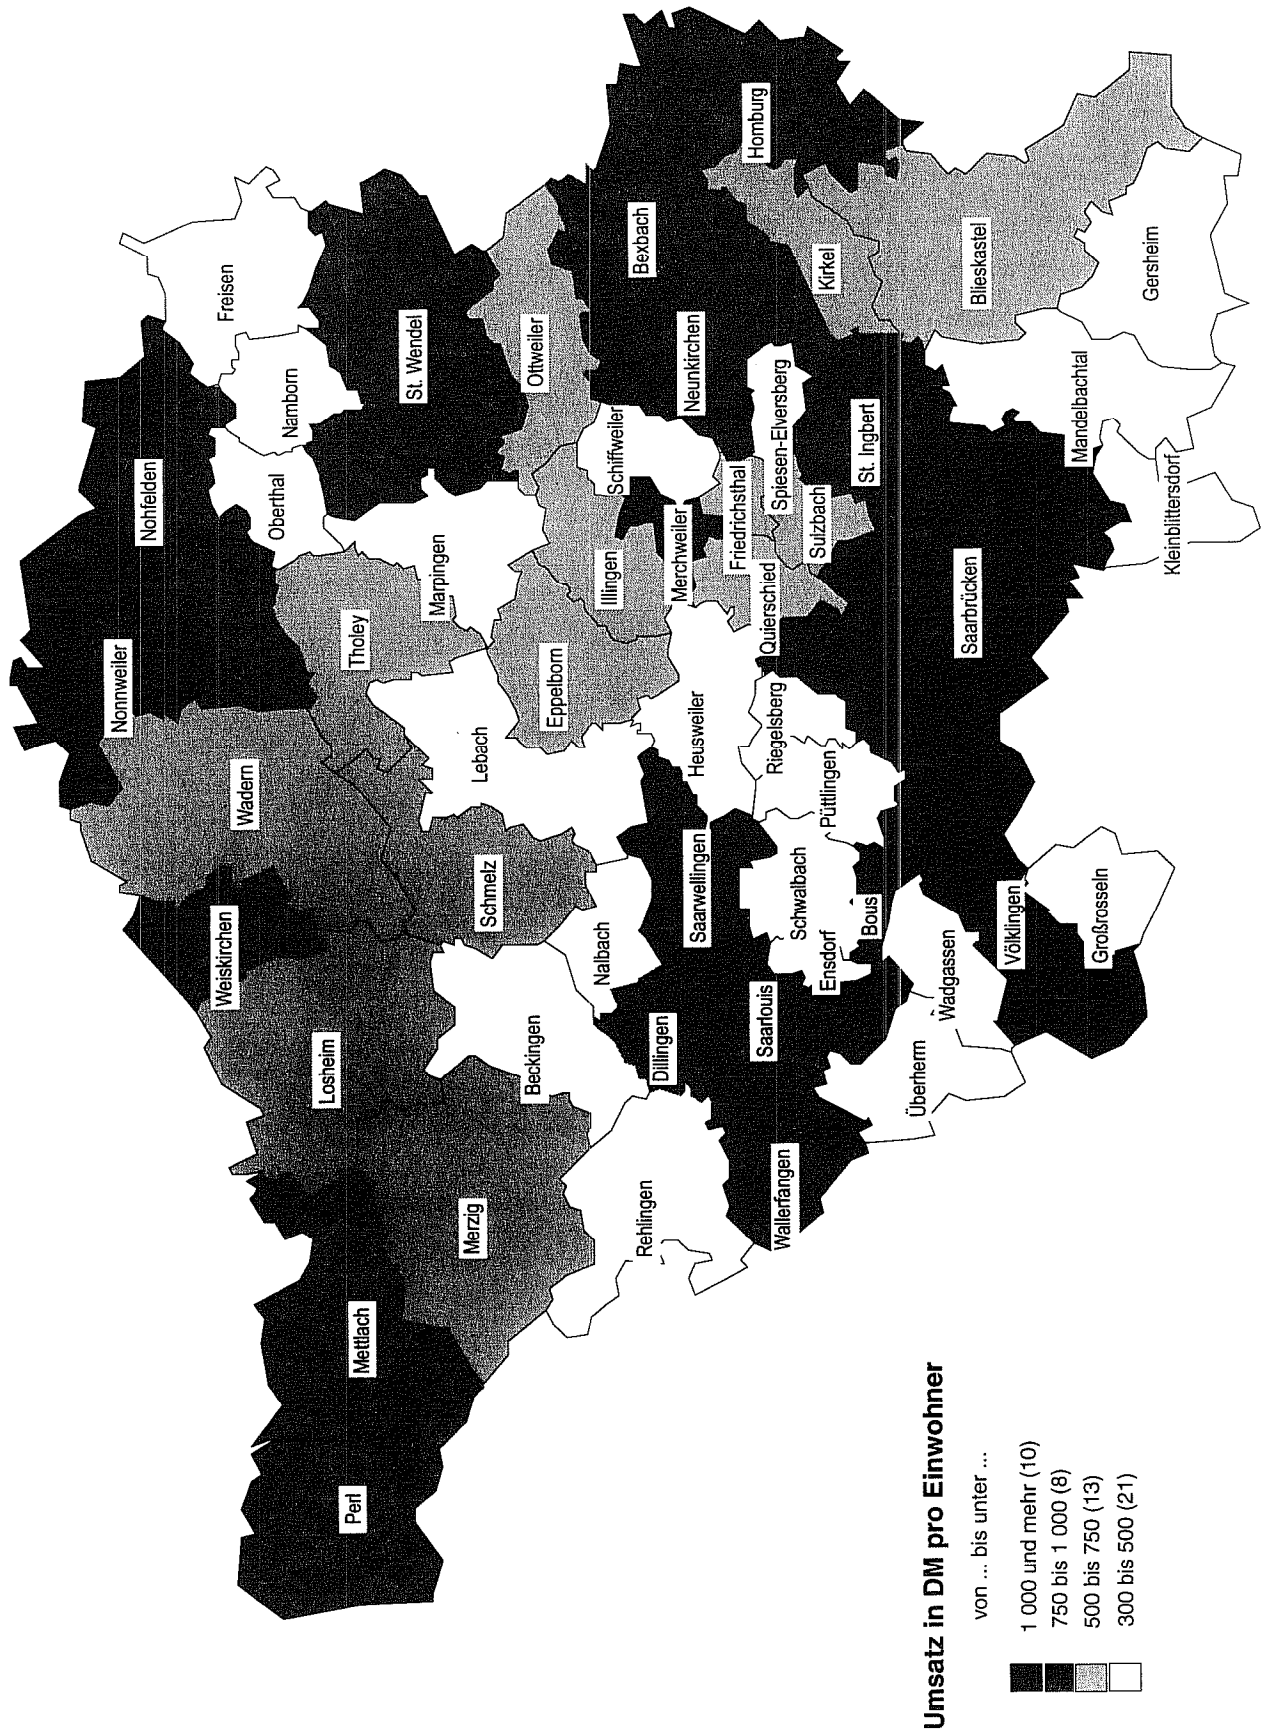 Freisen
Nohfelden
Namborn
Oberthal
St. Wendel
Nonnweiler
Ottweiler
Bexbach
Homburg
Marpingen
Tholey
Wadern
Neunkirchen
Schiffweiler
Kirkel
Illingen
Merchweiler
Friedrichsthal
Spiesen-Elversberg
Sulzbach
St. Ingbert
Blieskastel
Gersheim
Mandelbachtal
Kleinblittersdorf
Eppelborn
Lebach
Quierschied
Heusweiler
Riegelsberg
Püttlingen
Saarbrücken
Weiskirchen
Losheim
Schmelz
Nalbach
Beckingen
Saarwellingen
Schwalbach
Ensdorf
Bous
Völklingen
Großrosseln
Wadgassen
Überherrn
Dillingen
Saarlouis
Wallerfangen
Rehlingen
Merzig
Mettlach
Perl
Umsatz in DM pro Einwohner
von ... bis unter ...
1 000 und mehr (10)
750 bis 1 000 (8)
500 bis 750 (13)
300 bis 500 (21)